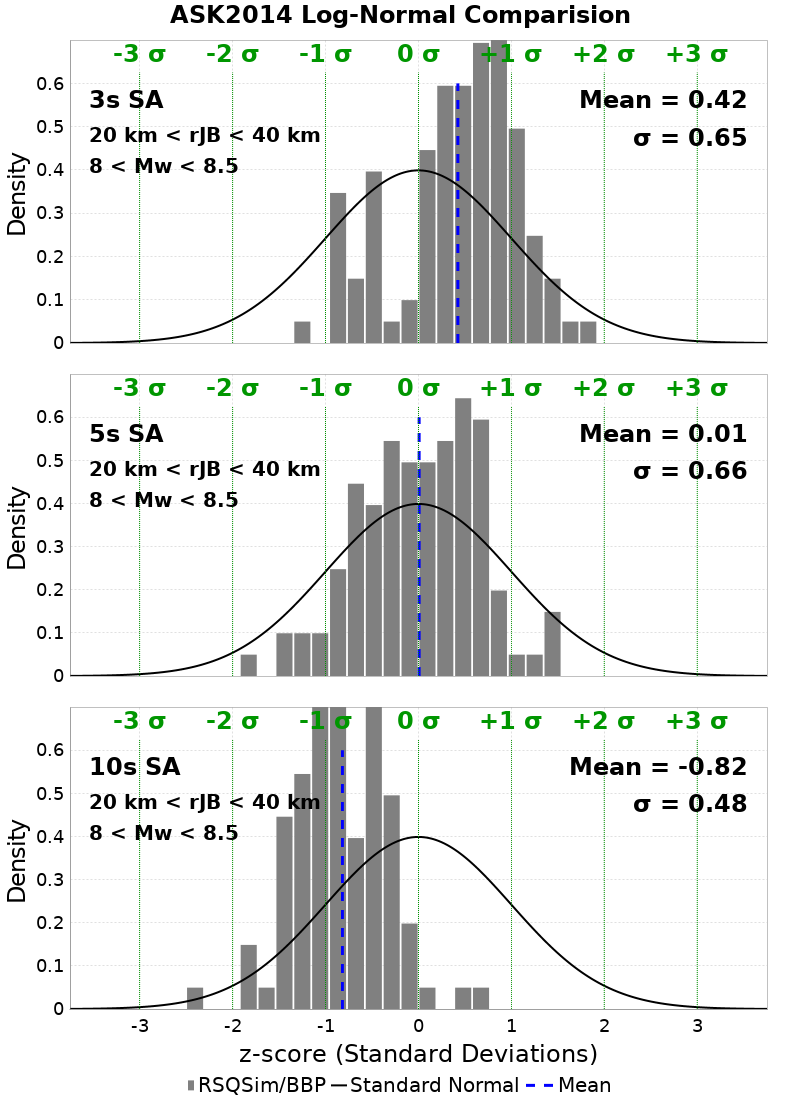 ASK2014 Log-Normal Comparision
-3 σ -2 σ -1 σ 0 σ +1 σ +2 σ +3 σ
3s SA
Mean = 0.42
20 km < rJB < 40 km
σ = 0.65
8 < Mw < 8.5
Density
0.6
0.5
0.4
0.3
0.2
0.1
0
-3 σ -2 σ -1 σ 0 σ +1 σ +2 σ +3 σ
5s SA
Mean = 0.01
20 km < rJB < 40 km
σ = 0.66
8 < Mw < 8.5
Density
0.6
0.5
0.4
0.3
0.2
0.1
0
-3 σ -2 σ -1 σ 0 σ +1 σ +2 σ +3 σ
10s SA
Mean = -0.82
20 km < rJB < 40 km
σ = 0.48
8 < Mw < 8.5
Density
0.6
0.5
0.4
0.3
0.2
0.1
0
-3 -2 -1 0 1 2 3
z-score (Standard Deviations)
RSQSim/BBP Standard Normal Mean